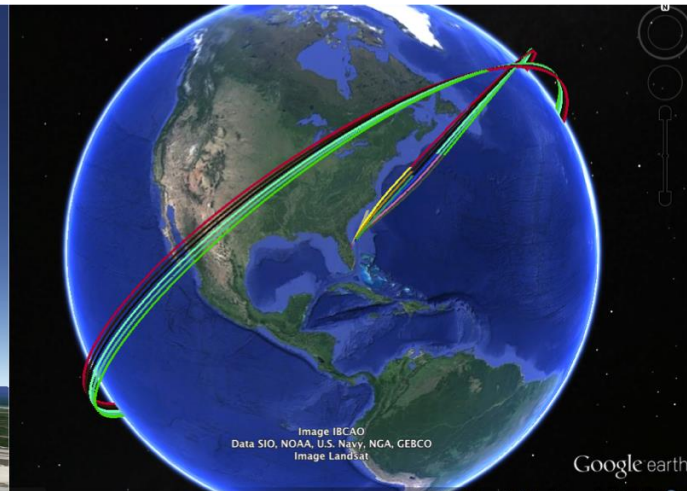 N
Image IBCAO
Data SIO, NOAA, U.S. Navy, NGA, GEBCO
Image Landsat
Google earth